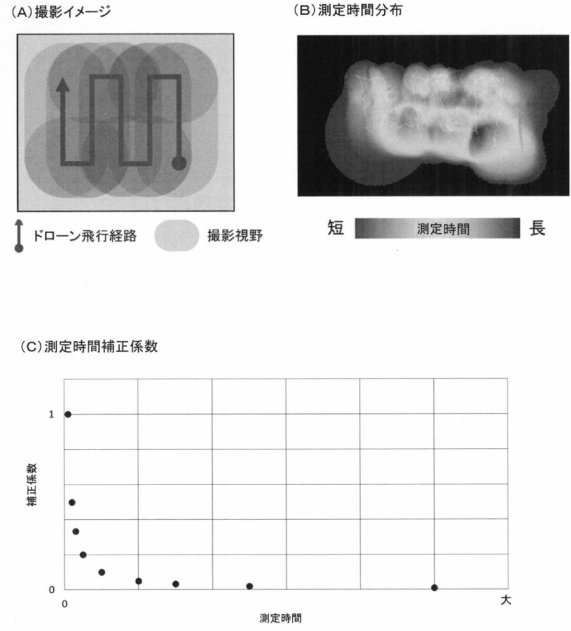 (A)撮影イメージ
(B)測定時間分布
ドローン飛行経路
撮影視野
短
測定時間
長
(C)測定時間補正係数
1
補正係数
0
0
大
測定時間